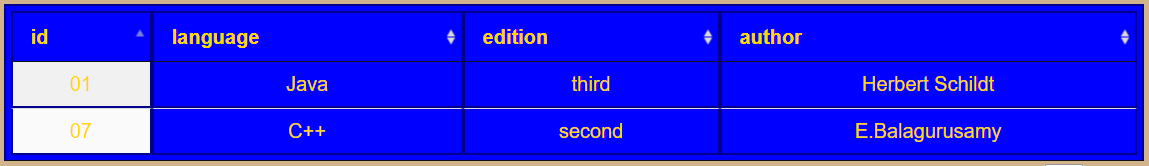 id language edition author
01 Java third Herbert Schildt
07 C++ second E.Balagurusamy